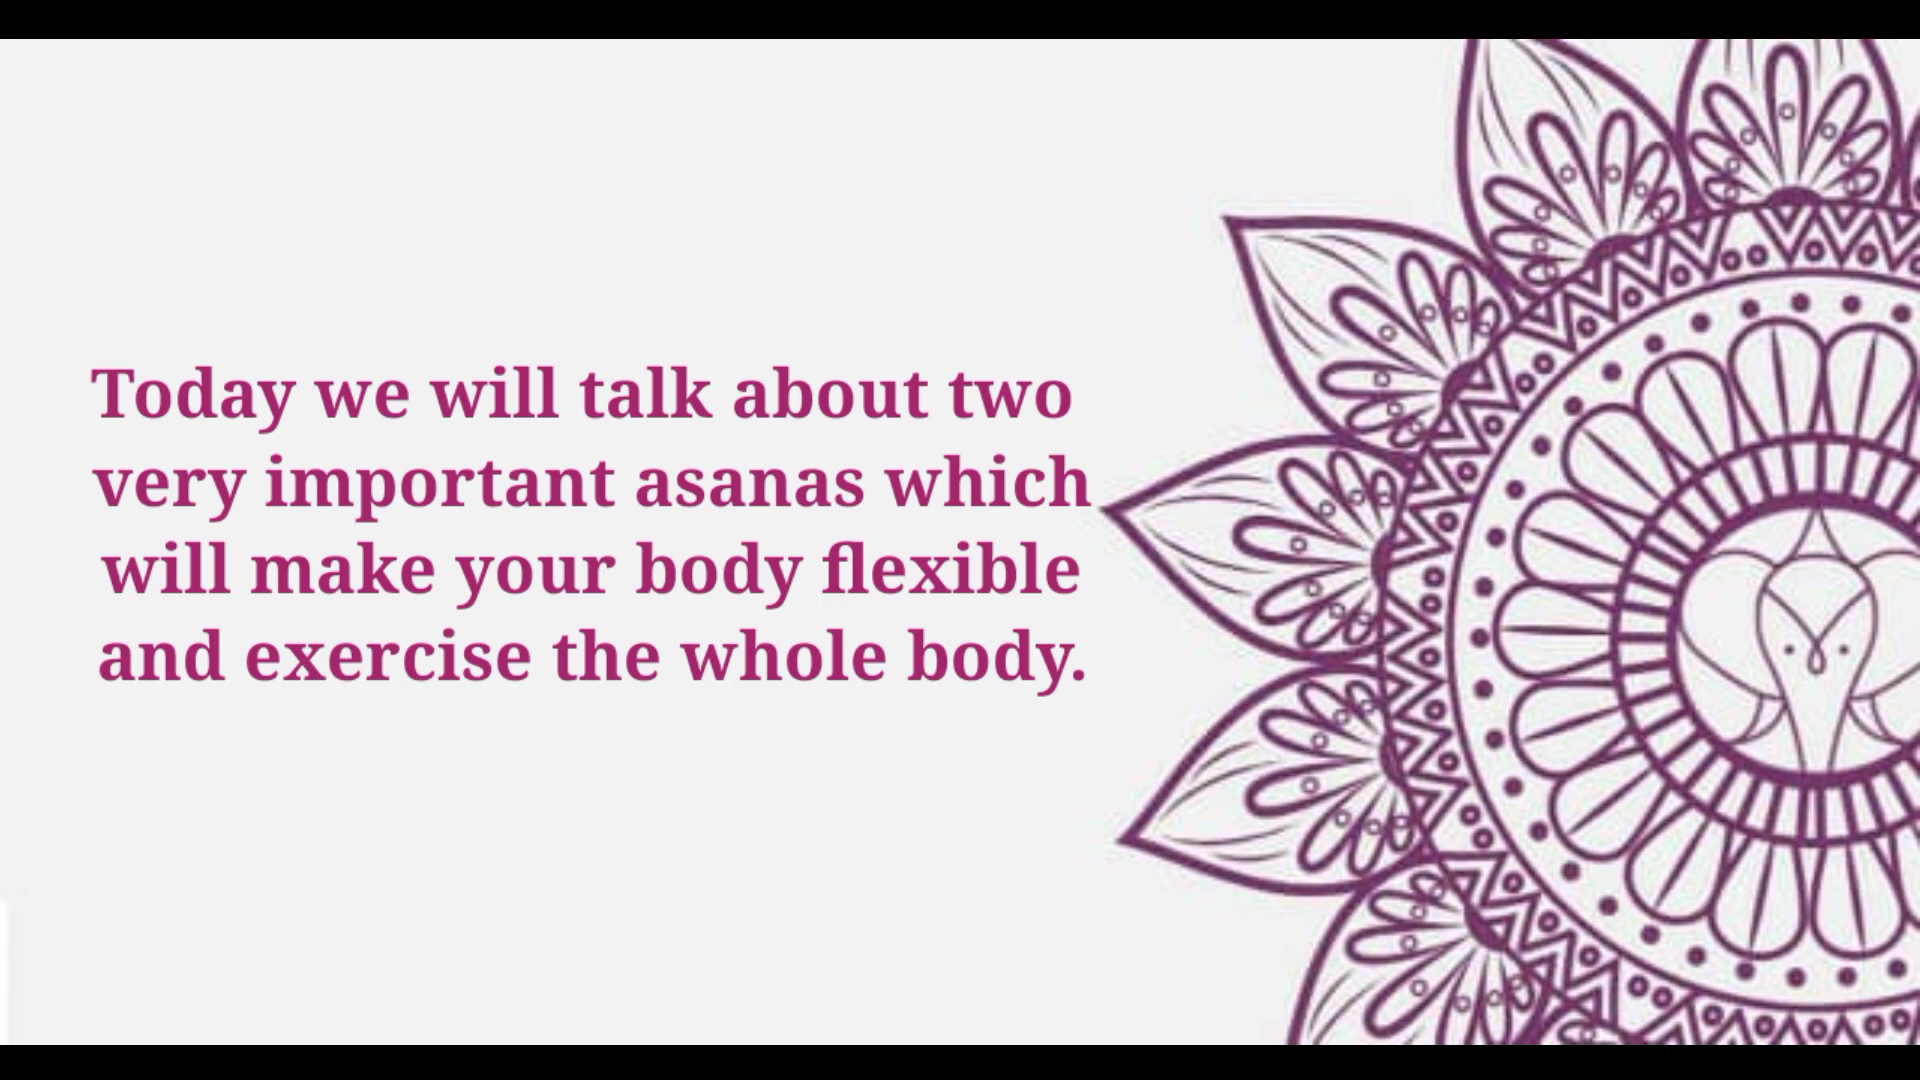 Today we will talk about two
very important asanas which
will make your body flexible
and exercise the whole body.